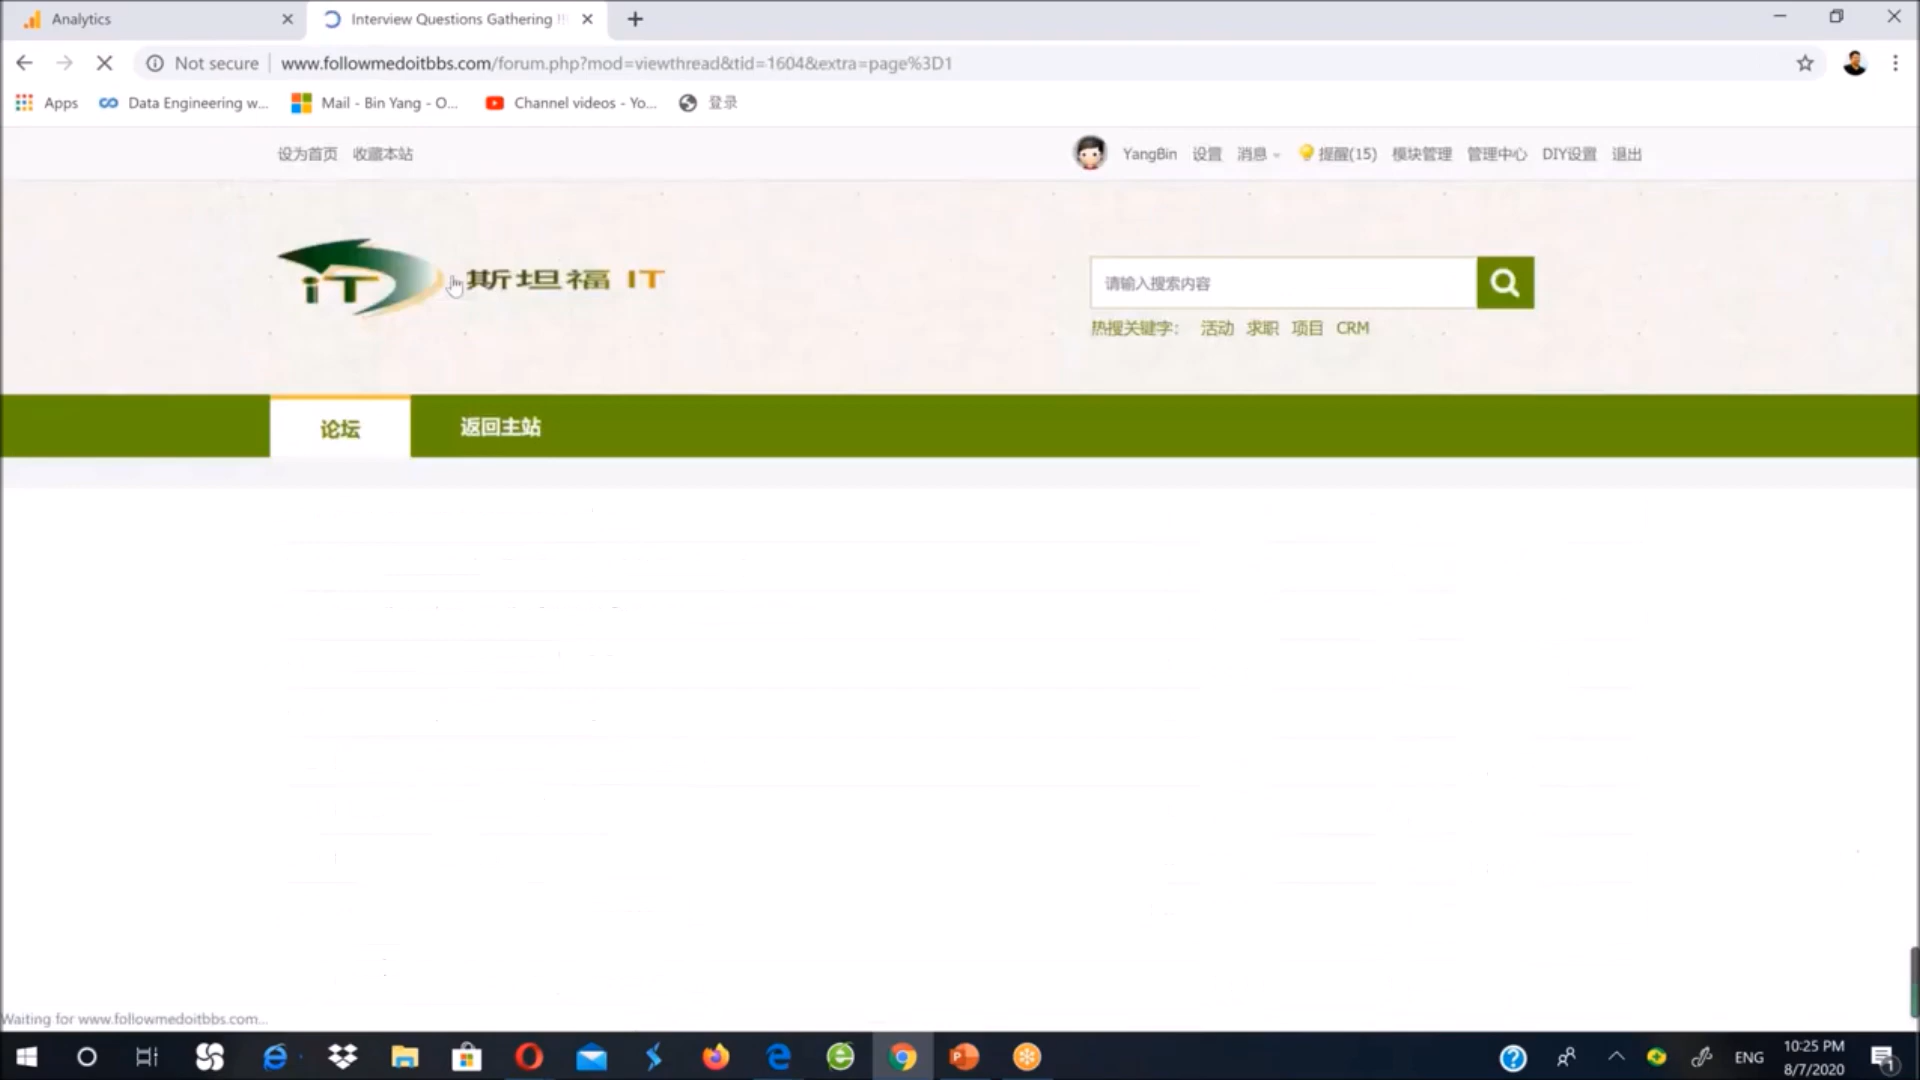 Analytics
Interview Questions Gathering !!
Not secure
www.followmedoitbbs.com/forum.php?mod=viewthread&tid=1604&extra=page%3D1
Apps
Data Engineering w...
Mail - Bin Yang - O...
Channel videos - Yo...
登录
设为首页 收藏本站
YangBin 设置 消息 提醒(15) 模块管理 管理中心 DIY设置 退出
iT 斯坦福 IT
请输入搜索内容
热搜关键字: 活动 求职 项目 CRM
论坛
返回主站
Waiting for www.followmedoitbbs.com...
ENG
10:25 PM
8/7/2020
1